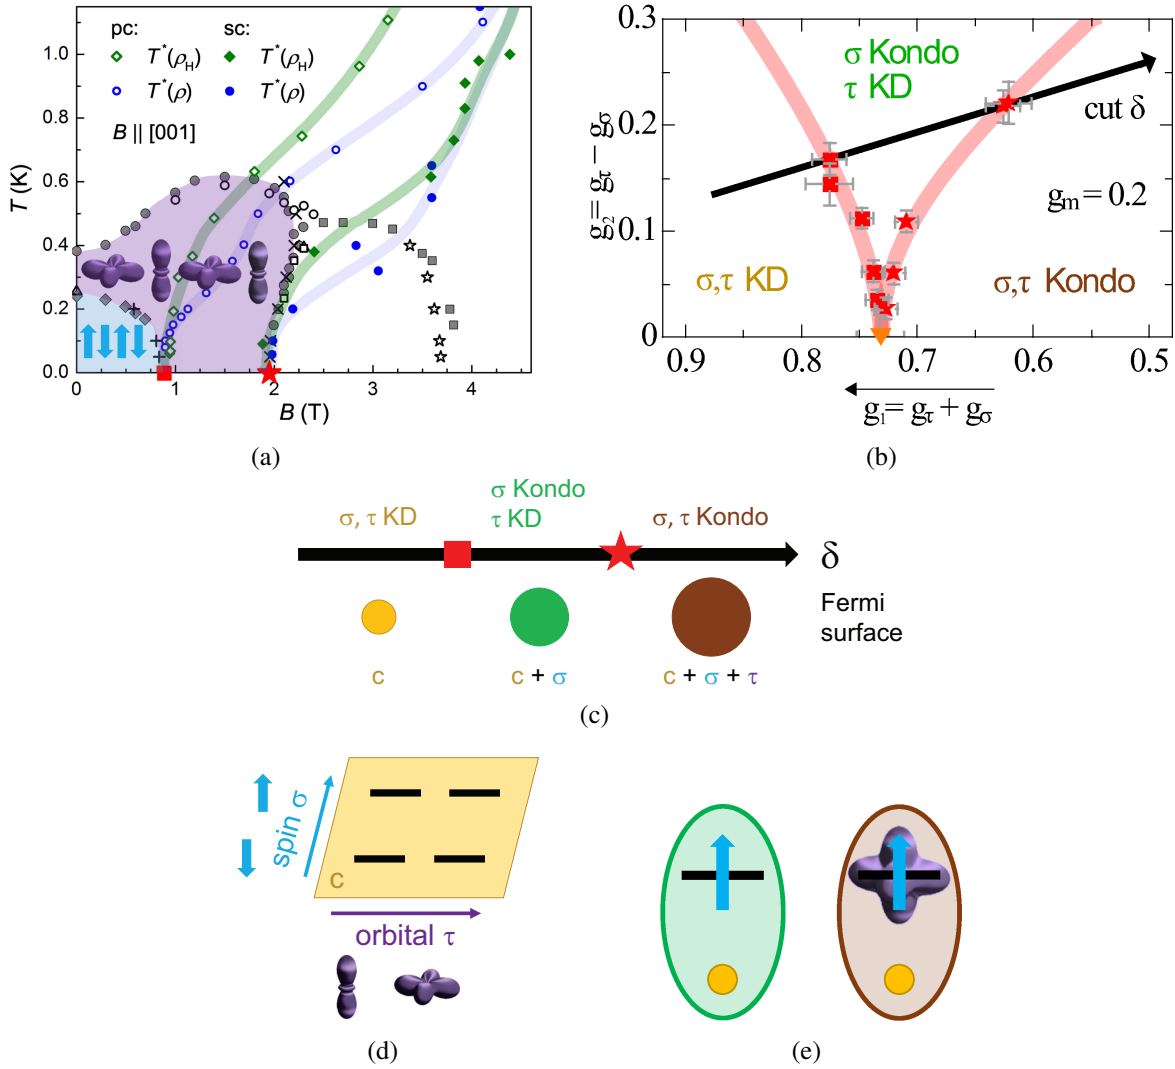 pc: sc:
T*(ρH) T*(ρH)
T*(ρ) T*(ρ)
B || [001]
1.0
0.8
0.6
0.4
0.2
0.0
T (K)
0 1 2 3 4
B (T)
(a)
0.3
0.2
0.1
0
g2 = gτ − gσ
σ Kondo
τ KD
cut δ
gm = 0.2
σ,τ KD
σ,τ Kondo
0.9 0.8 0.7 0.6 0.5
g1 = gτ + gσ
(b)
σ, τ KD
σ Kondo
τ KD
σ, τ Kondo
δ
Fermi
surface
c
c + σ
c + σ + τ
(c)
spin σ
c
orbital τ
(d)
(e)